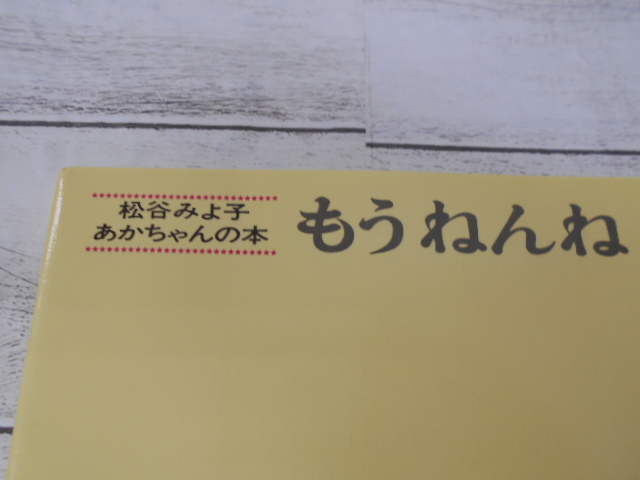 松谷みよ子
あかちゃんの本
もう ねんね